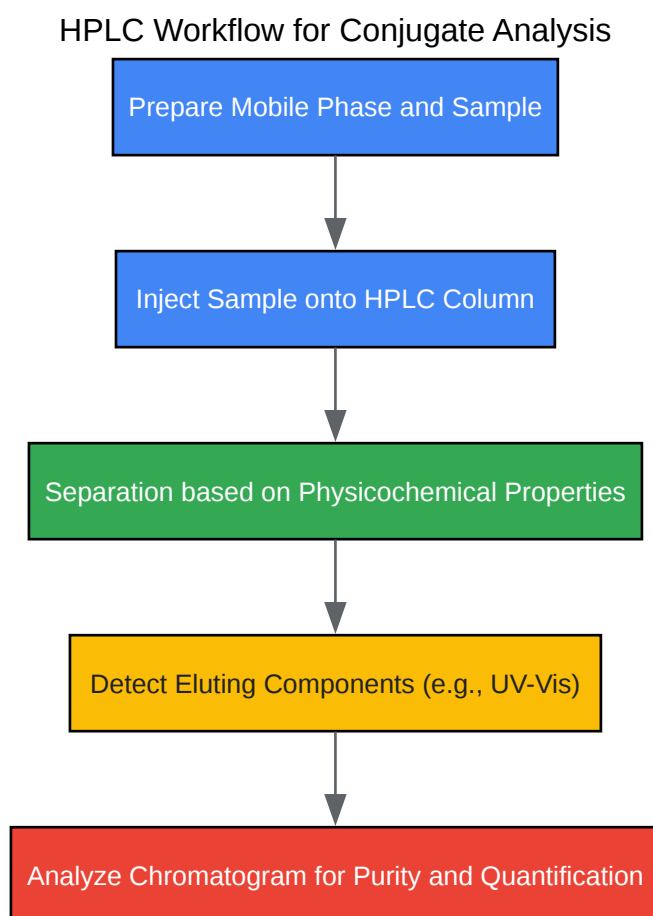 HPLC Workflow for Conjugate Analysis
Prepare Mobile Phase and Sample
Inject Sample onto HPLC Column
Separation based on Physicochemical Properties
Detect Eluting Components (e.g., UV-Vis)
Analyze Chromatogram for Purity and Quantification